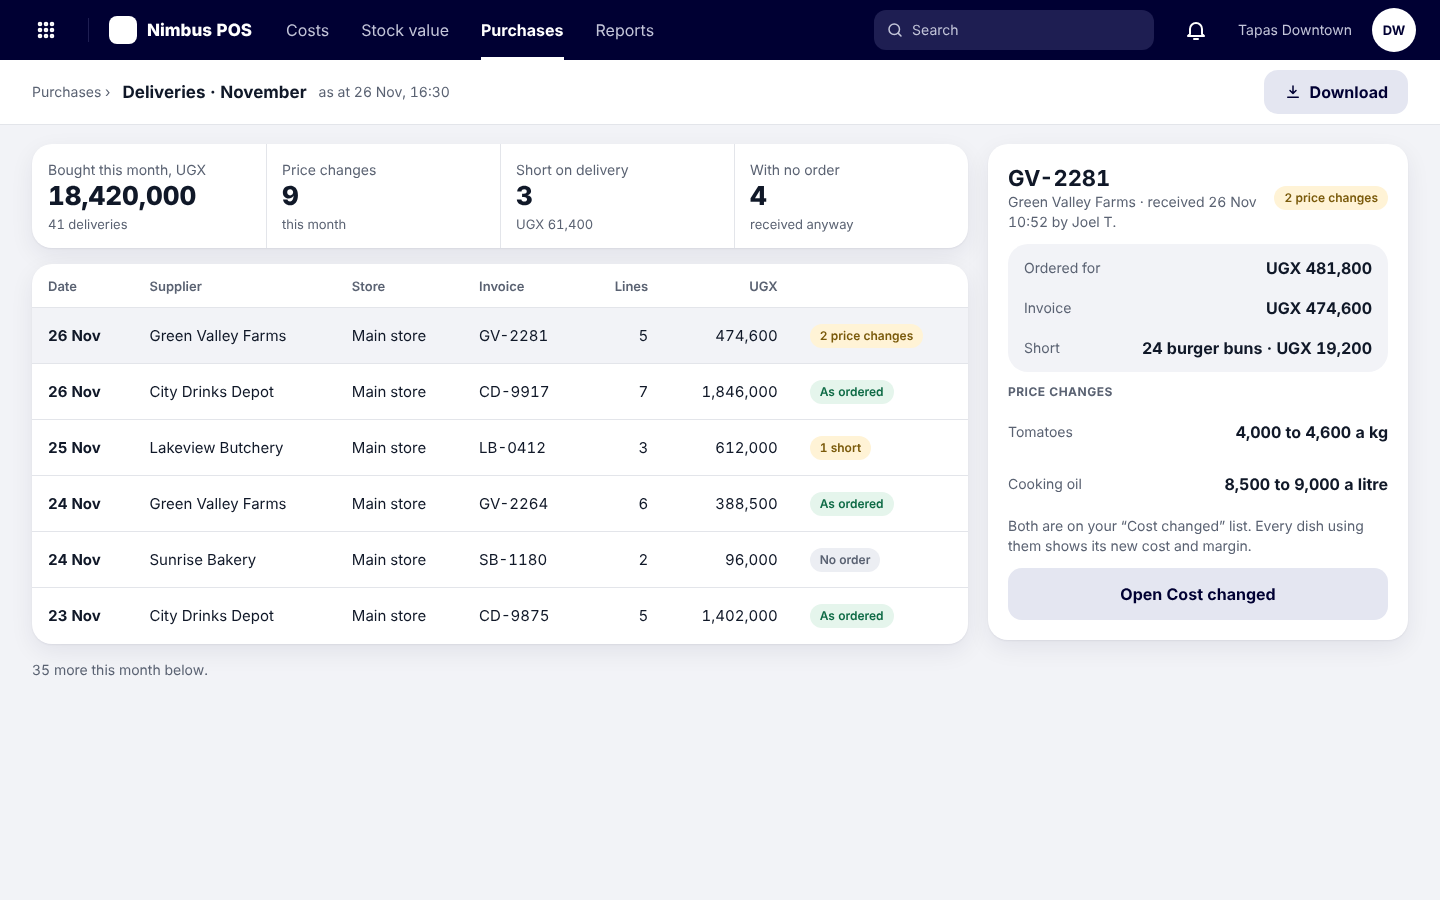 Nimbus POS Costs Stock value Purchases Reports Search Tapas Downtown DW
Purchases › Deliveries · November as at 26 Nov, 16:30 Download
Bought this month, UGX
18,420,000
41 deliveries
Price changes
9
this month
Short on delivery
3
UGX 61,400
With no order
4
received anyway
Date Supplier Store Invoice Lines UGX
26 Nov Green Valley Farms Main store GV-2281 5 474,600 2 price changes
26 Nov City Drinks Depot Main store CD-9917 7 1,846,000 As ordered
25 Nov Lakeview Butchery Main store LB-0412 3 612,000 1 short
24 Nov Green Valley Farms Main store GV-2264 6 388,500 As ordered
24 Nov Sunrise Bakery Main store SB-1180 2 96,000 No order
23 Nov City Drinks Depot Main store CD-9875 5 1,402,000 As ordered
35 more this month below.
GV-2281
Green Valley Farms · received 26 Nov
10:52 by Joel T.
2 price changes
Ordered for UGX 481,800
Invoice UGX 474,600
Short 24 burger buns · UGX 19,200
PRICE CHANGES
Tomatoes 4,000 to 4,600 a kg
Cooking oil 8,500 to 9,000 a litre
Both are on your “Cost changed” list. Every dish using
them shows its new cost and margin.
Open Cost changed